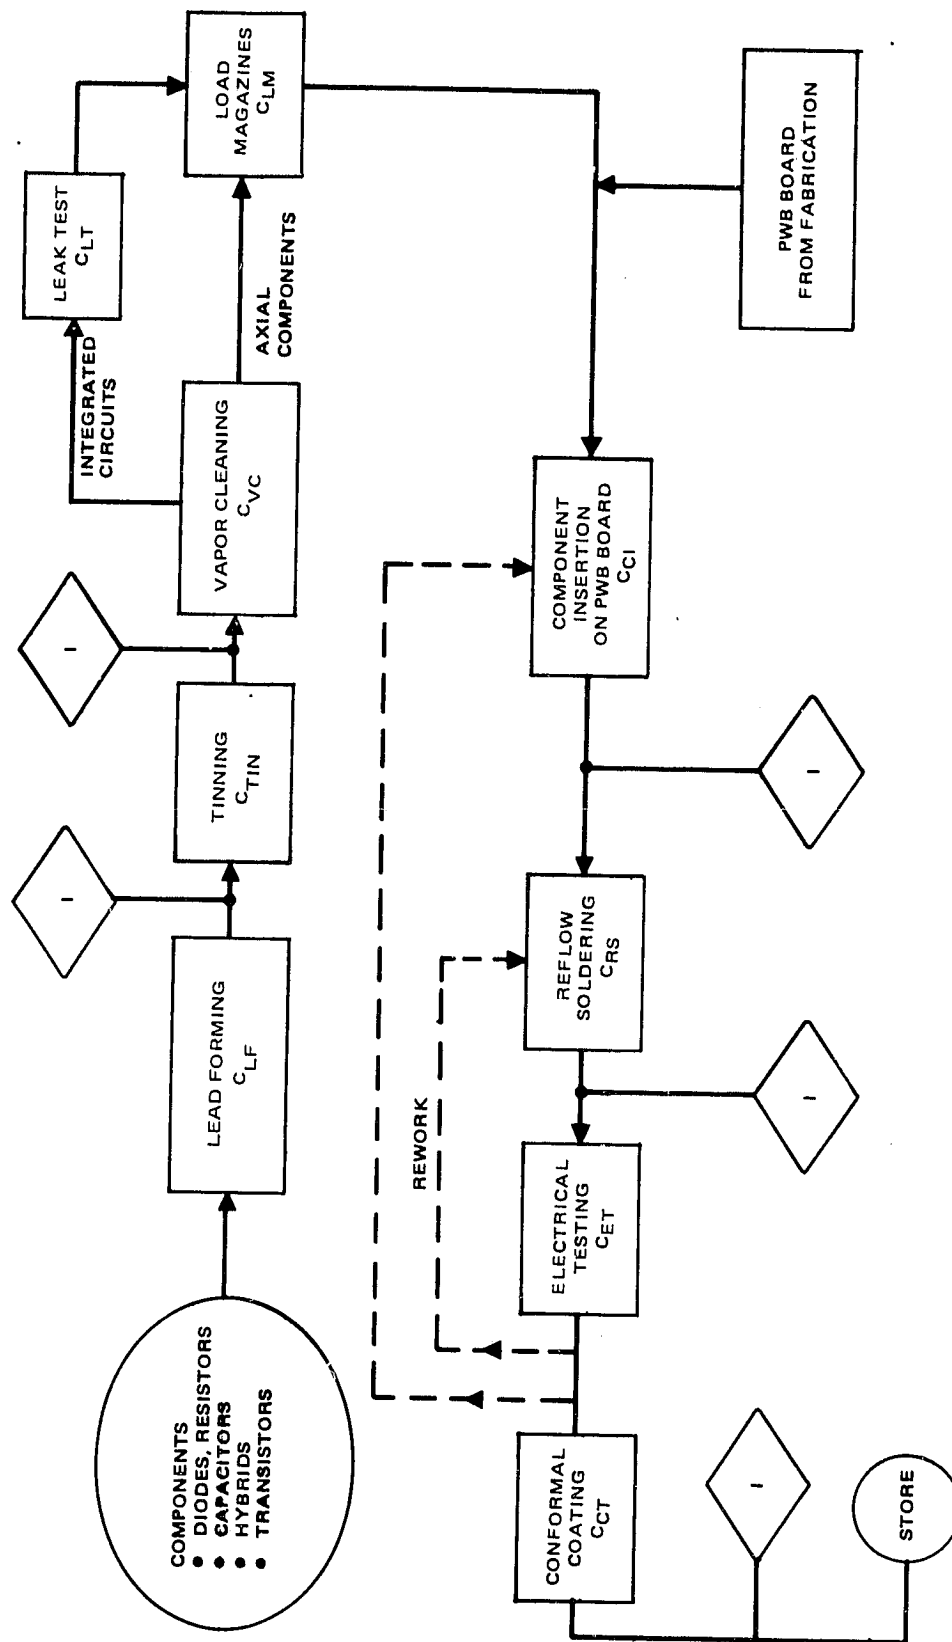 COMPONENTS
● DIODES, RESISTORS
● CAPACITORS
● HYBRIDS
● TRANSISTORS
LEAD FORMING
CLF
I
TINNING
CTIN
I
VAPOR CLEANING
CVC
INTEGRATED
CIRCUITS
LEAK TEST
CLT
AXIAL
COMPONENTS
LOAD
MAGAZINES
CLM
PWB BOARD
FROM FABRICATION
COMPONENT
INSERTION
ON PWB BOARD
CCI
I
REFLOW
SOLDERING
CRS
I
REWORK
ELECTRICAL
TESTING
CET
CONFORMAL
COATING
CCT
I
STORE